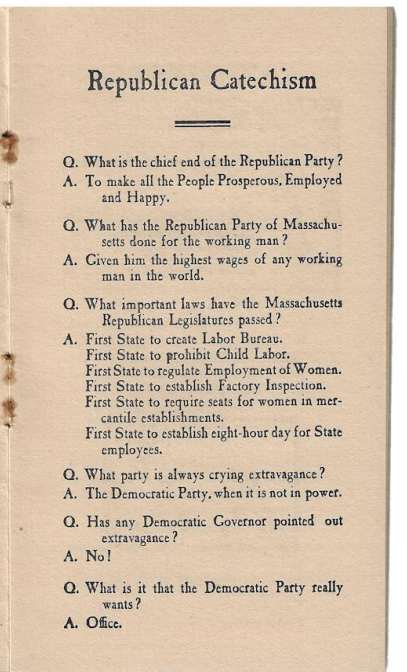 Republican Catechism
Q. What is the chief end of the Republican Party?
A. To make all the People Prosperous, Employed
and Happy.
Q. What has the Republican Party of Massachu-
setts done for the working man?
A. Given him the highest wages of any working
man in the world.
Q. What important laws have the Massachusetts
Republican Legislatures passed?
A. First State to create Labor Bureau.
First State to prohibit Child Labor.
First State to regulate Employment of Women.
First State to establish Factory Inspection.
First State to require seats for women in mer-
cantile establishments.
First State to establish eight-hour day for State
employees.
Q. What party is always crying extravagance?
A. The Democratic Party, when it is not in power.
Q. Has any Democratic Governor pointed out
extravagance?
A. No!
Q. What is it that the Democratic Party really
wants?
A. Office.